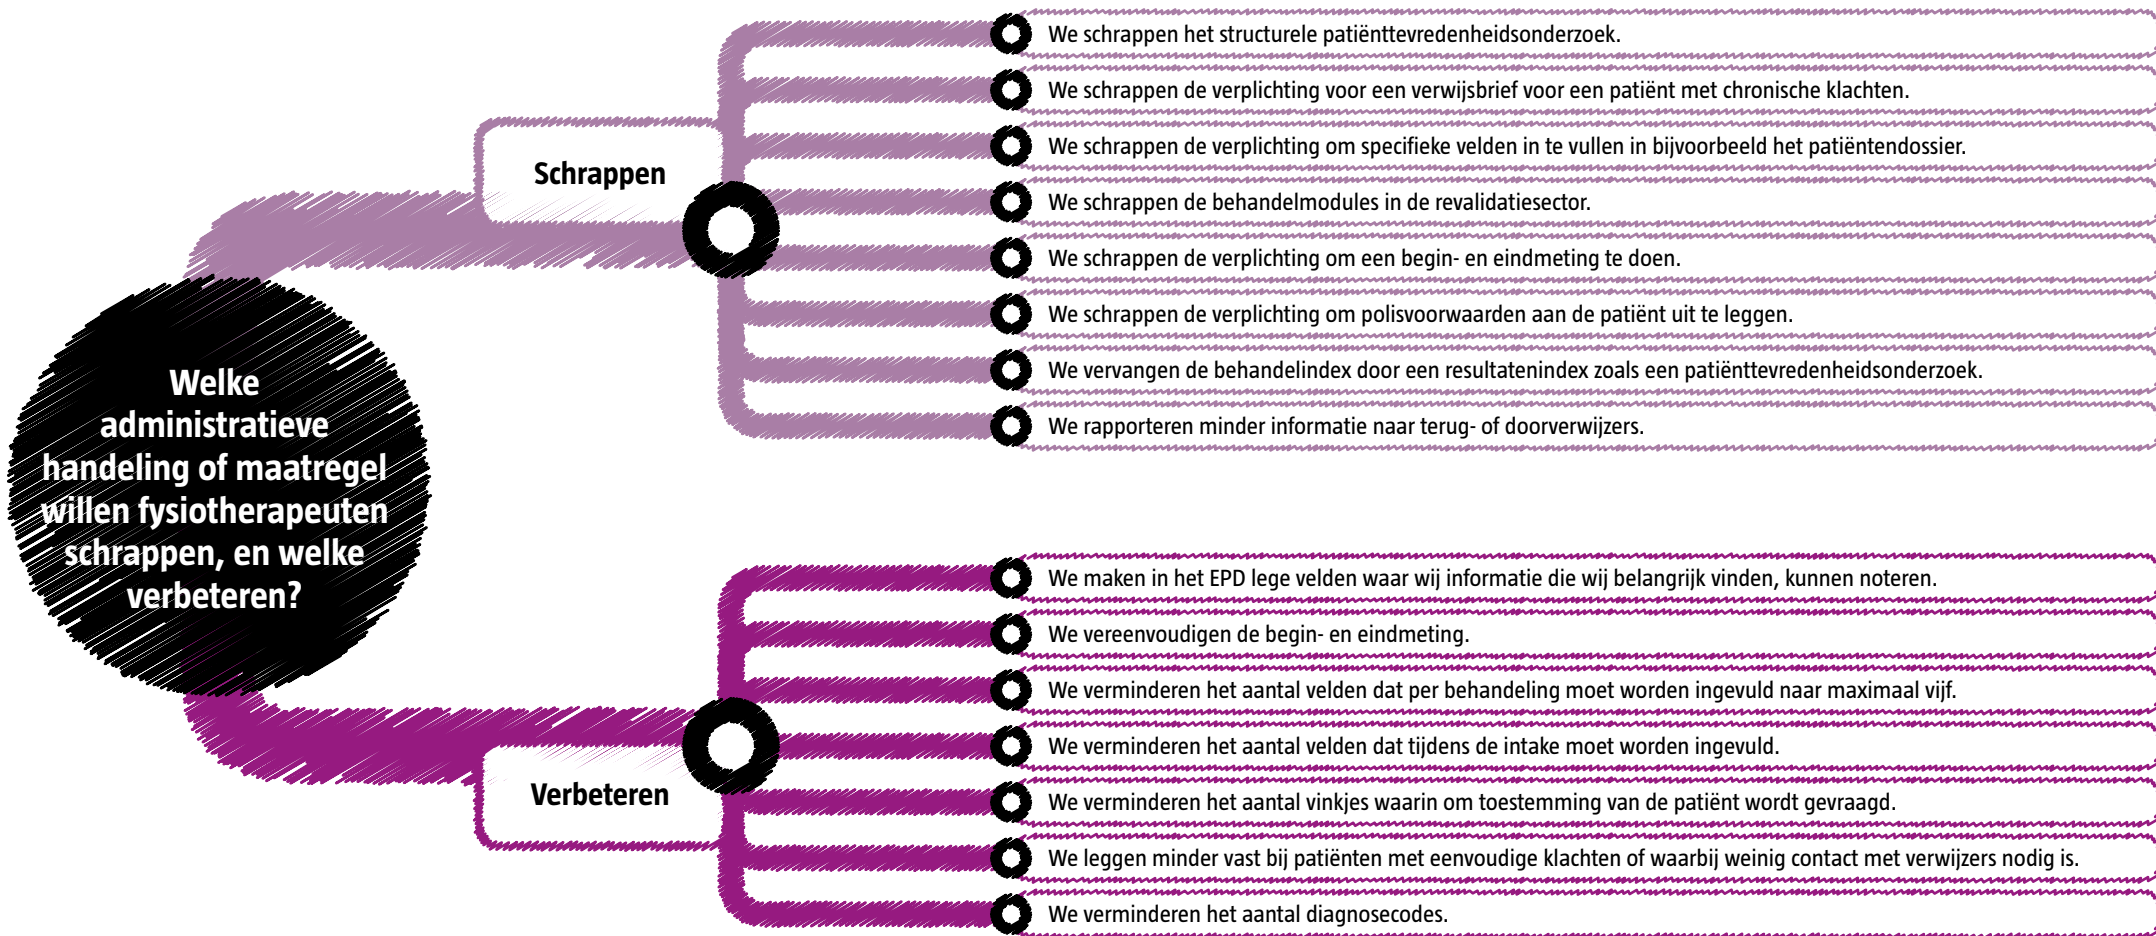 Welke
administratieve
handeling of maatregel
willen fysiotherapeuten
schrappen, en welke
verbeteren?
Schrappen
We schrappen het structurele patiënttevredenheidsonderzoek.
We schrappen de verplichting voor een verwijsbrief voor een patiënt met chronische klachten.
We schrappen de verplichting om specifieke velden in te vullen in bijvoorbeeld het patiëntendossier.
We schrappen de behandelmodules in de revalidatiesector.
We schrappen de verplichting om een begin- en eindmeting te doen.
We schrappen de verplichting om polisvoorwaarden aan de patiënt uit te leggen.
We vervangen de behandelindex door een resultatenindex zoals een patiënttevredenheidsonderzoek.
We rapporteren minder informatie naar terug- of doorverwijzers.
Verbeteren
We maken in het EPD lege velden waar wij informatie die wij belangrijk vinden, kunnen noteren.
We vereenvoudigen de begin- en eindmeting.
We verminderen het aantal velden dat per behandeling moet worden ingevuld naar maximaal vijf.
We verminderen het aantal velden dat tijdens de intake moet worden ingevuld.
We verminderen het aantal vinkjes waarin om toestemming van de patiënt wordt gevraagd.
We leggen minder vast bij patiënten met eenvoudige klachten of waarbij weinig contact met verwijzers nodig is.
We verminderen het aantal diagnosecodes.